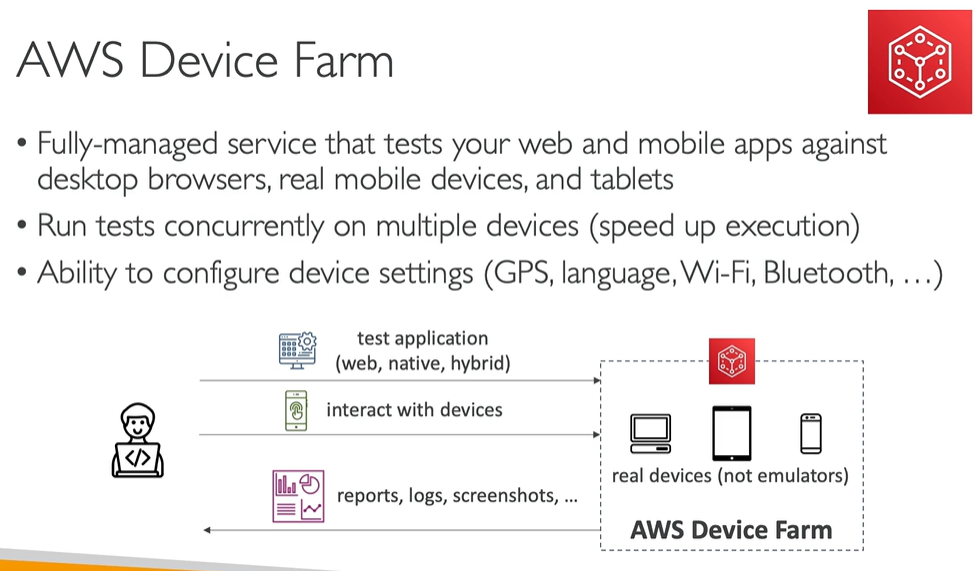 AWS Device Farm
• Fully-managed service that tests your web and mobile apps against
desktop browsers, real mobile devices, and tablets
• Run tests concurrently on multiple devices (speed up execution)
• Ability to configure device settings (GPS, language, Wi-Fi, Bluetooth, …)
test application
(web, native, hybrid)
interact with devices
</>
real devices (not emulators)
reports, logs, screenshots, ...
AWS Device Farm